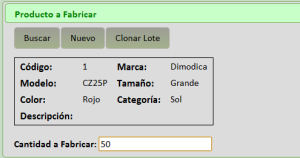 Producto a Fabricar
Buscar Nuevo Clonar Lote
Código: 1 Marca: Dimodica
Modelo: CZ25P Tamaño: Grande
Color: Rojo Categoría: Sol
Descripción:
Cantidad a Fabricar: 50